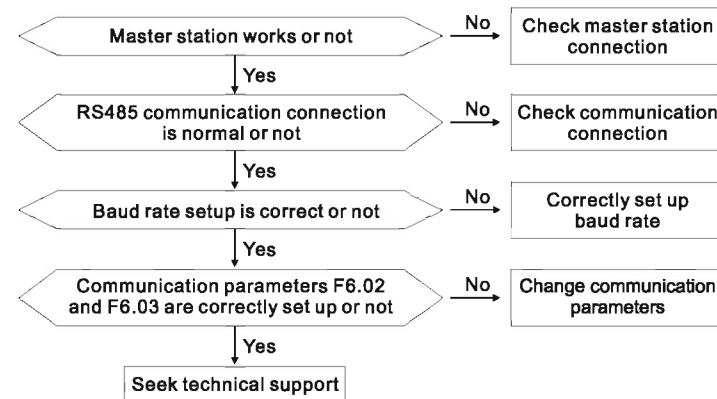 Master station works or not
No
Check master station
connection
Yes
RS485 communication connection
is normal or not
No
Check communication
connection
Yes
Baud rate setup is correct or not
No
Correctly set up
baud rate
Yes
Communication parameters F6.02
and F6.03 are correctly set up or not
No
Change communication
parameters
Yes
Seek technical support